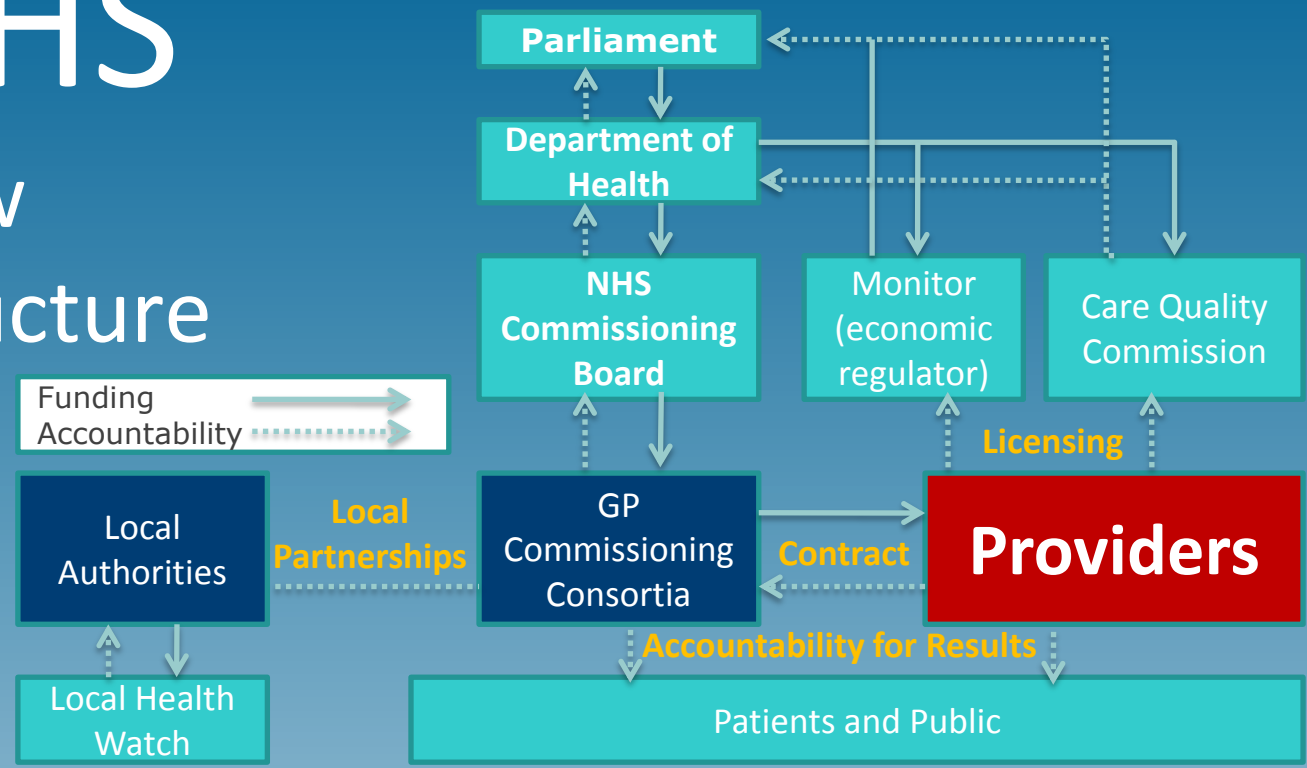 HS
Parliament
Department of
Health
ucture
NHS
Commissioning
Board
Monitor
(economic
regulator)
Care Quality
Commission
Funding
Accountability
Licensing
Local
Authorities
Local
Partnerships
GP
Commissioning
Consortia
Contract
Providers
Accountability for Results
Local Health
Watch
Patients and Public